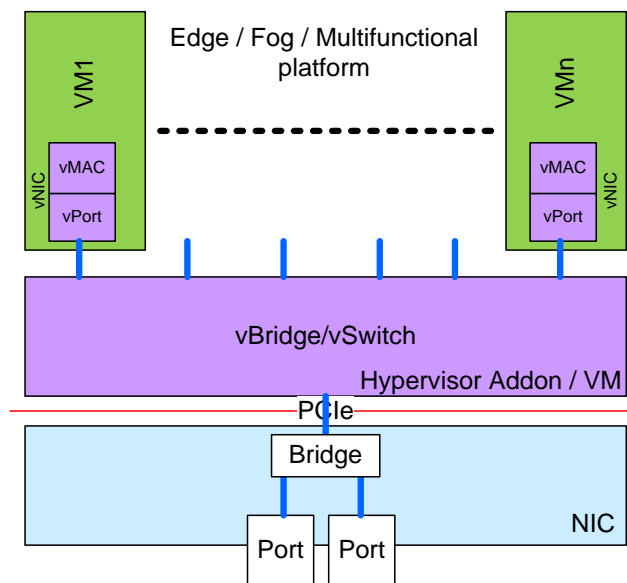 Edge / Fog / Multifunctional
platform
VM1
VMn
vNIC
vMAC
vPort
vMAC
vPort
vNIC
vBridge/vSwitch
Hypervisor Addon / VM
PCIe
Bridge
NIC
Port
Port